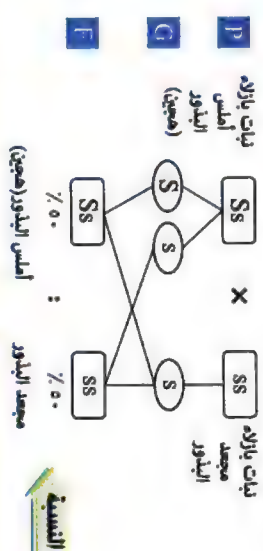 P
نبات بازلاء
أملس
البذور
(هجين)
Ss
×
ss
نبات بازلاء
مجعد
البذور
G
S
s
s
F
Ss
ss
٪ ٥٠
:
٪ ٥٠
أملس البذور (هجين)
مجعد البذور
النسبة